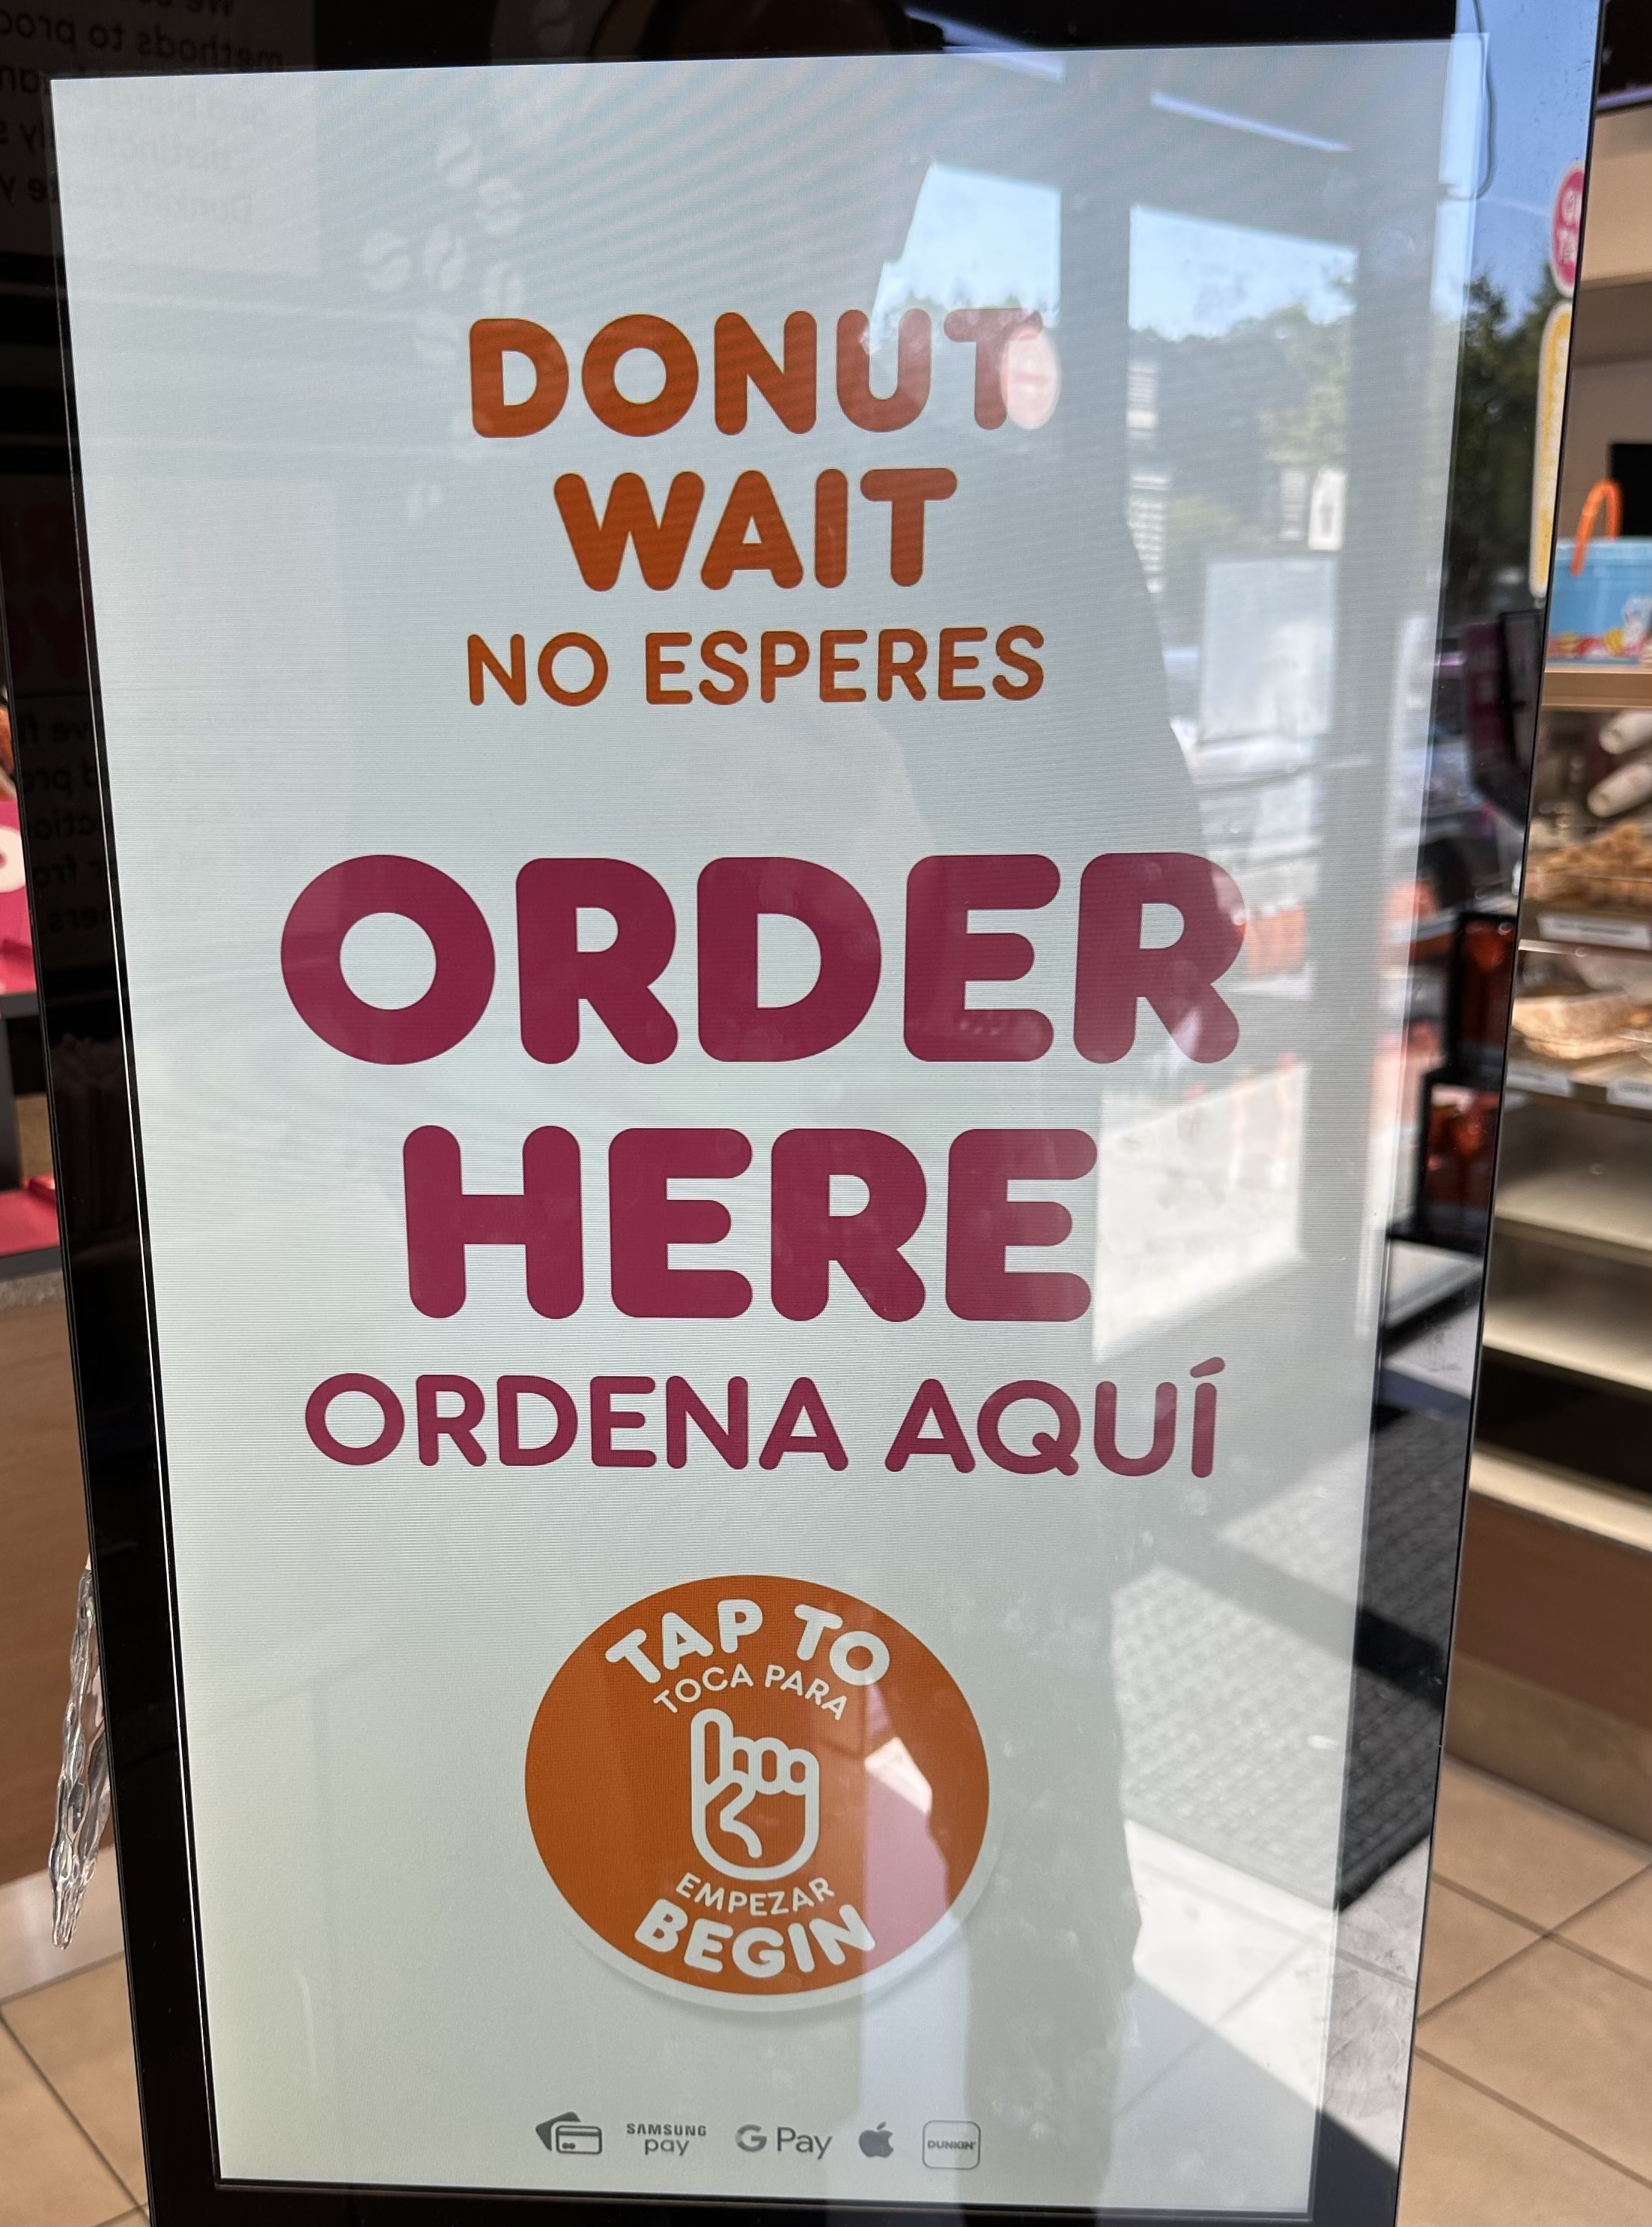 DONUT
WAIT
NO ESPERES
ORDER
HERE
ORDENA AQUÍ
TAP TO
TOCA PARA
EMPEZAR
BEGIN
SAMSUNG
pay
G Pay
DUNKIN'